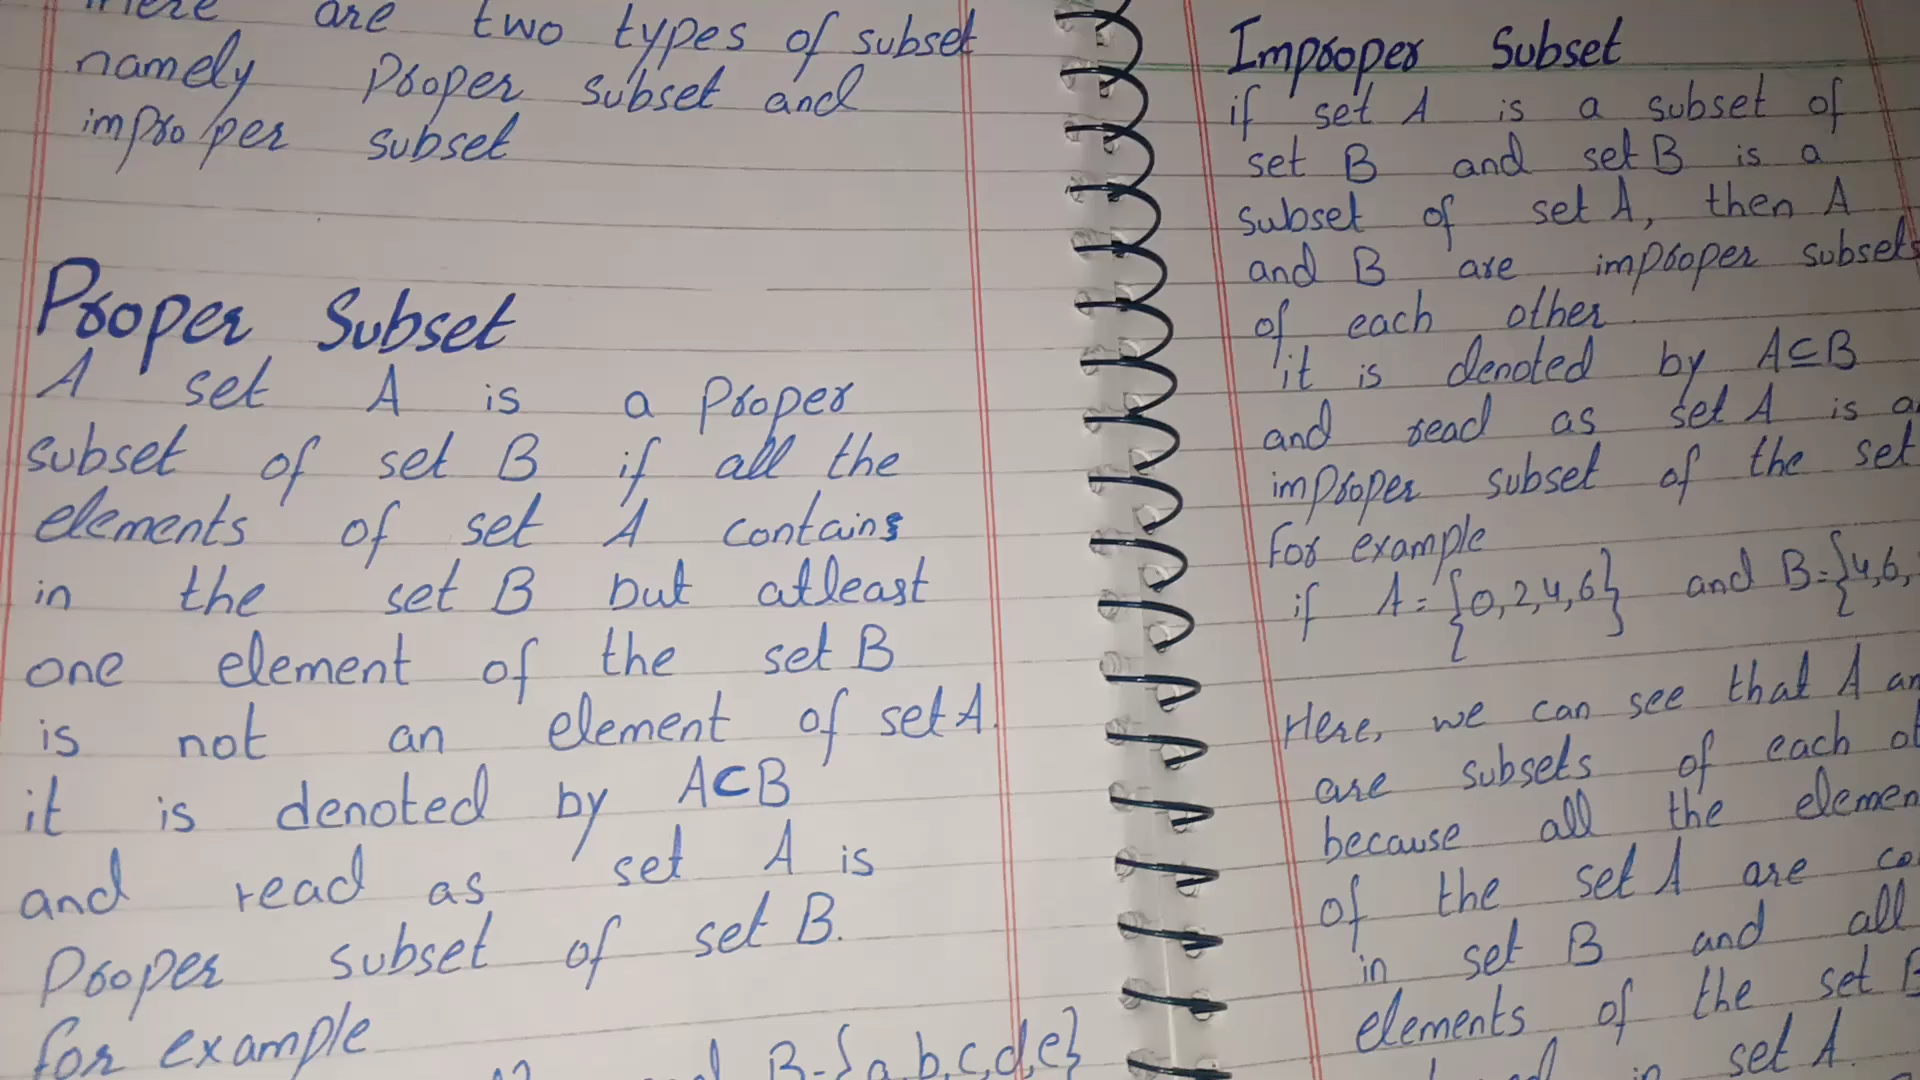 are two types of subset
namely Proper subset and
improper subset
Proper Subset
A set A is a proper
subset of set B if all the
elements of set A contains
in the set B but atleast
one element of the set B
is not an element of set A.
it is denoted by A⊂B
and read as set A is
Proper subset of set B.
for example
B={a,b,c,d,e}
Improper Subset
if set A is a subset of
set B and set B is a
subset of set A, then A
and B are improper subsets
of each other.
it is denoted by A⊆B
and read as set A is
improper subset of the set
For example
if A={0,2,4,6} and B={4,6,
Here, we can see that A
are subsets of each
because all the
of the set A are
in set B and all
elements of the set B
in set A.